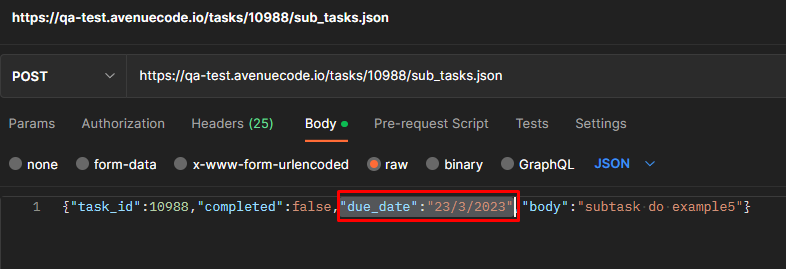 https://qa-test.avenuecode.io/tasks/10988/sub_tasks.json
POST https://qa-test.avenuecode.io/tasks/10988/sub_tasks.json
Params Authorization Headers (25) Body Pre-request Script Tests Settings
none form-data x-www-form-urlencoded raw binary GraphQL JSON
1 {"task_id":10988,"completed":false,"due_date":"23/3/2023","body":"subtask do example5"}